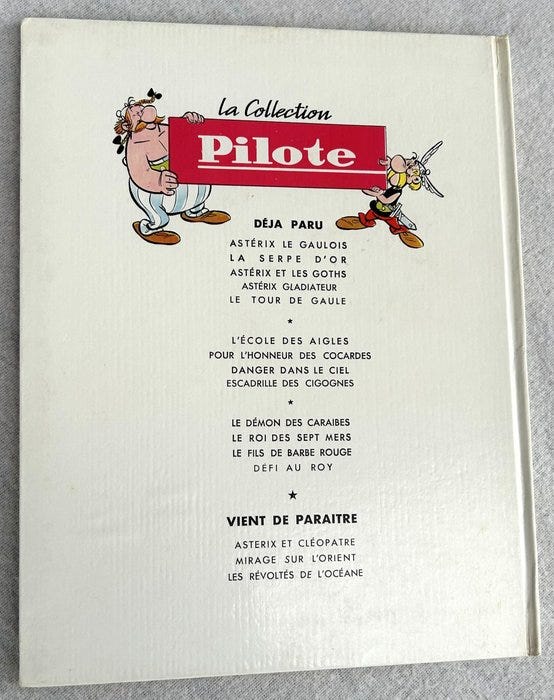 La Collection
Pilote
DÉJA PARU
ASTÉRIX LE GAULOIS
LA SERPE D'OR
ASTÉRIX ET LES GOTHS
ASTÉRIX GLADIATEUR
LE TOUR DE GAULE
★
L'ÉCOLE DES AIGLES
POUR L'HONNEUR DES COCARDES
DANGER DANS LE CIEL
ESCADRILLE DES CIGOGNES
★
LE DÉMON DES CARAIBES
LE ROI DES SEPT MERS
LE FILS DE BARBE ROUGE
DÉFI AU ROY
★
VIENT DE PARAITRE
ASTERIX ET CLÉOPATRE
MIRAGE SUR L'ORIENT
LES RÉVOLTÉS DE L'OCÉANE